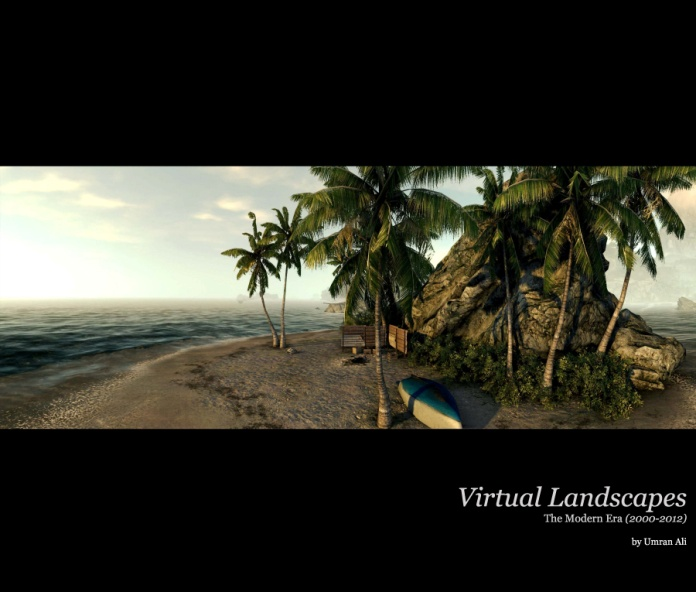 Virtual Landscapes
The Modern Era (2000-2012)
by Umran Ali